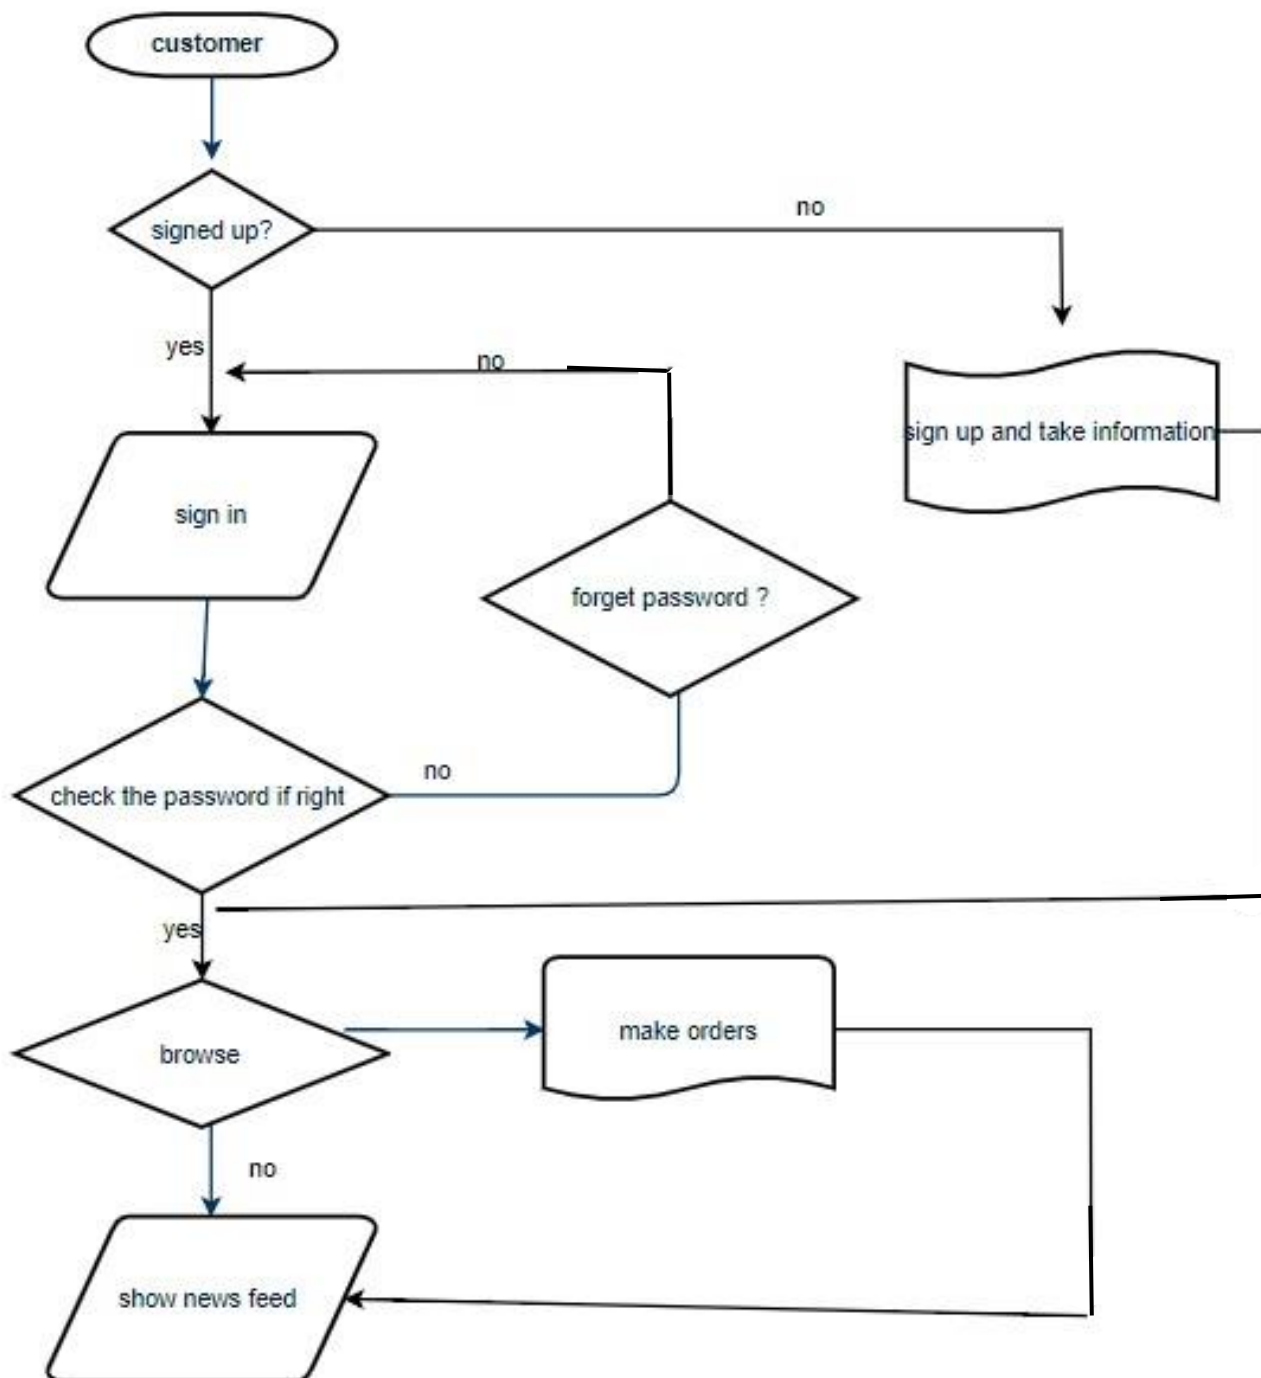 customer
signed up?
no
yes
no
sign up and take information
sign in
forget password ?
no
check the password if right
yes
make orders
browse
no
show news feed